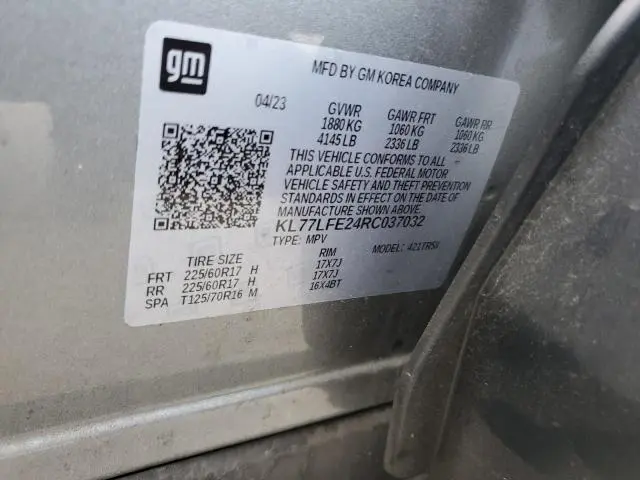 gm
MFD BY GM KOREA COMPANY
04/23 GVWR GAWR FRT GAWR RR
1880 KG 1060 KG 1060 KG
4145 LB 2336 LB 2336 LB
THIS VEHICLE CONFORMS TO ALL
APPLICABLE U.S. FEDERAL MOTOR
VEHICLE SAFETY AND THEFT PREVENTION
STANDARDS IN EFFECT ON THE DATE OF
MANUFACTURE SHOWN ABOVE.
KL77LFE24RC037032
TYPE: MPV MODEL:
TIRE SIZE RIM
FRT 225/60R17 H 17X7J
RR 225/60R17 H 17X7J
SPA T125/70R16 M 16X4BT